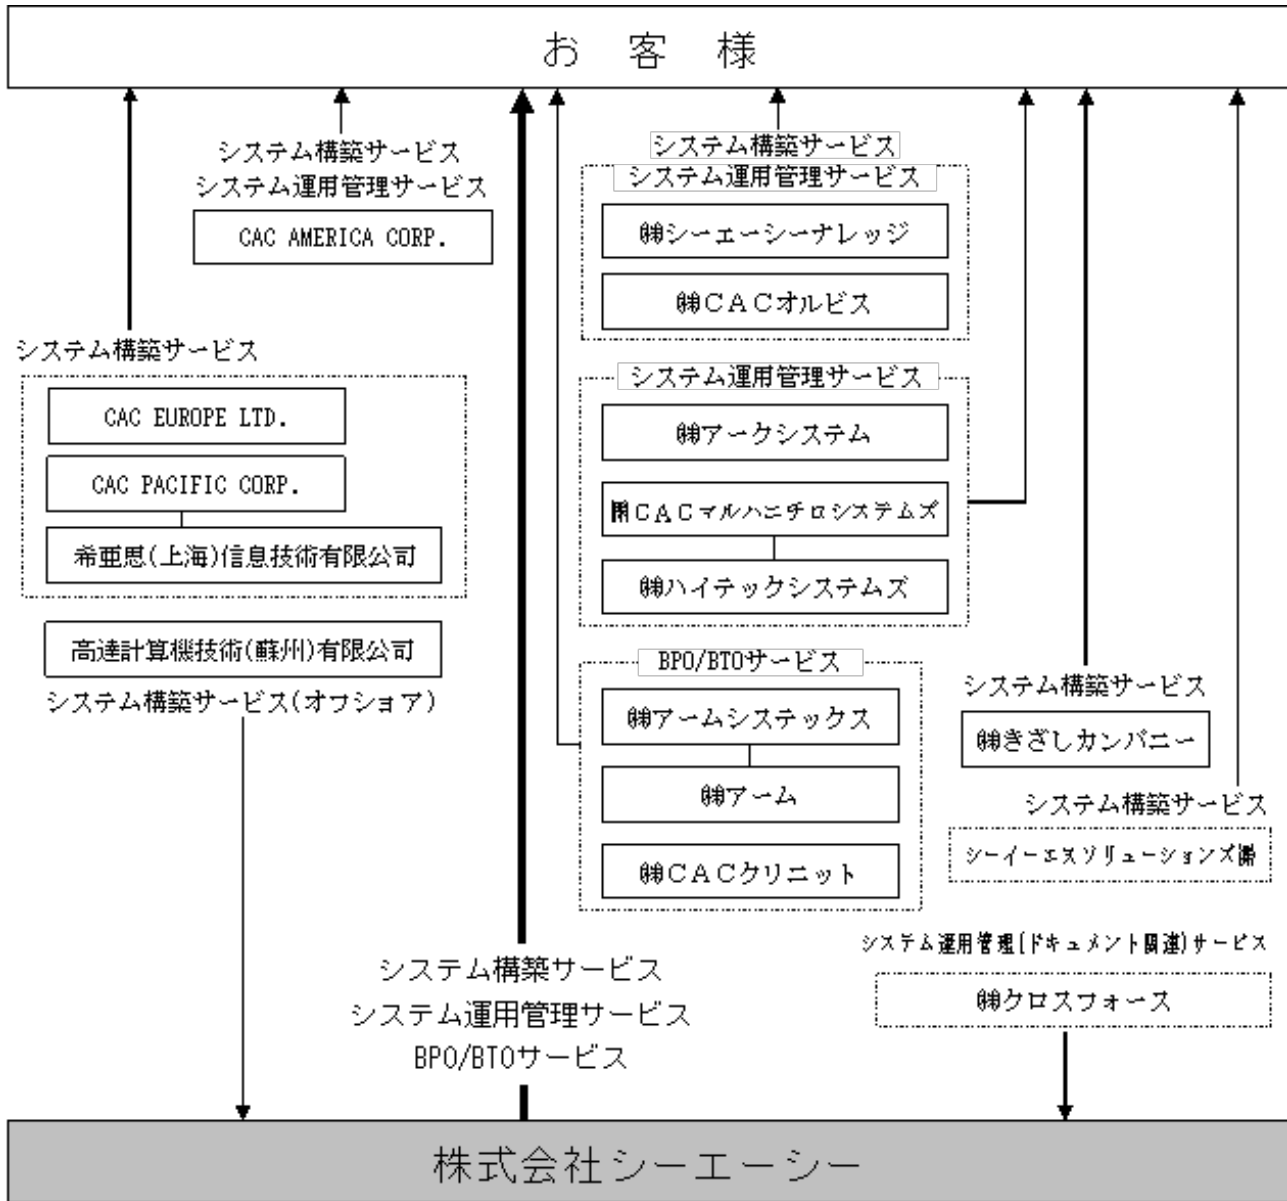 お客様
システム構築サービス
システム運用管理サービス
CAC AMERICA CORP.
システム構築サービス
CAC EUROPE LTD.
CAC PACIFIC CORP.
希亜思(上海)信息技術有限公司
高達計算機技術(蘇州)有限公司
システム構築サービス(オフショア)
システム構築サービス
システム運用管理サービス
㈱シーエーシーナレッジ
㈱CACオルビス
システム運用管理サービス
㈱アークシステム
㈱CACマルハニチロシステムズ
㈱ハイテックシステムズ
BPO/BTOサービス
㈱アームシステックス
㈱アーム
㈱CACクリニット
システム構築サービス
㈱きざしカンパニー
システム構築サービス
シーイーエスソリューションズ㈱
システム運用管理(ドキュメント関連)サービス
㈱クロスフォース
システム構築サービス
システム運用管理サービス
BPO/BTOサービス
株式会社シーエーシー